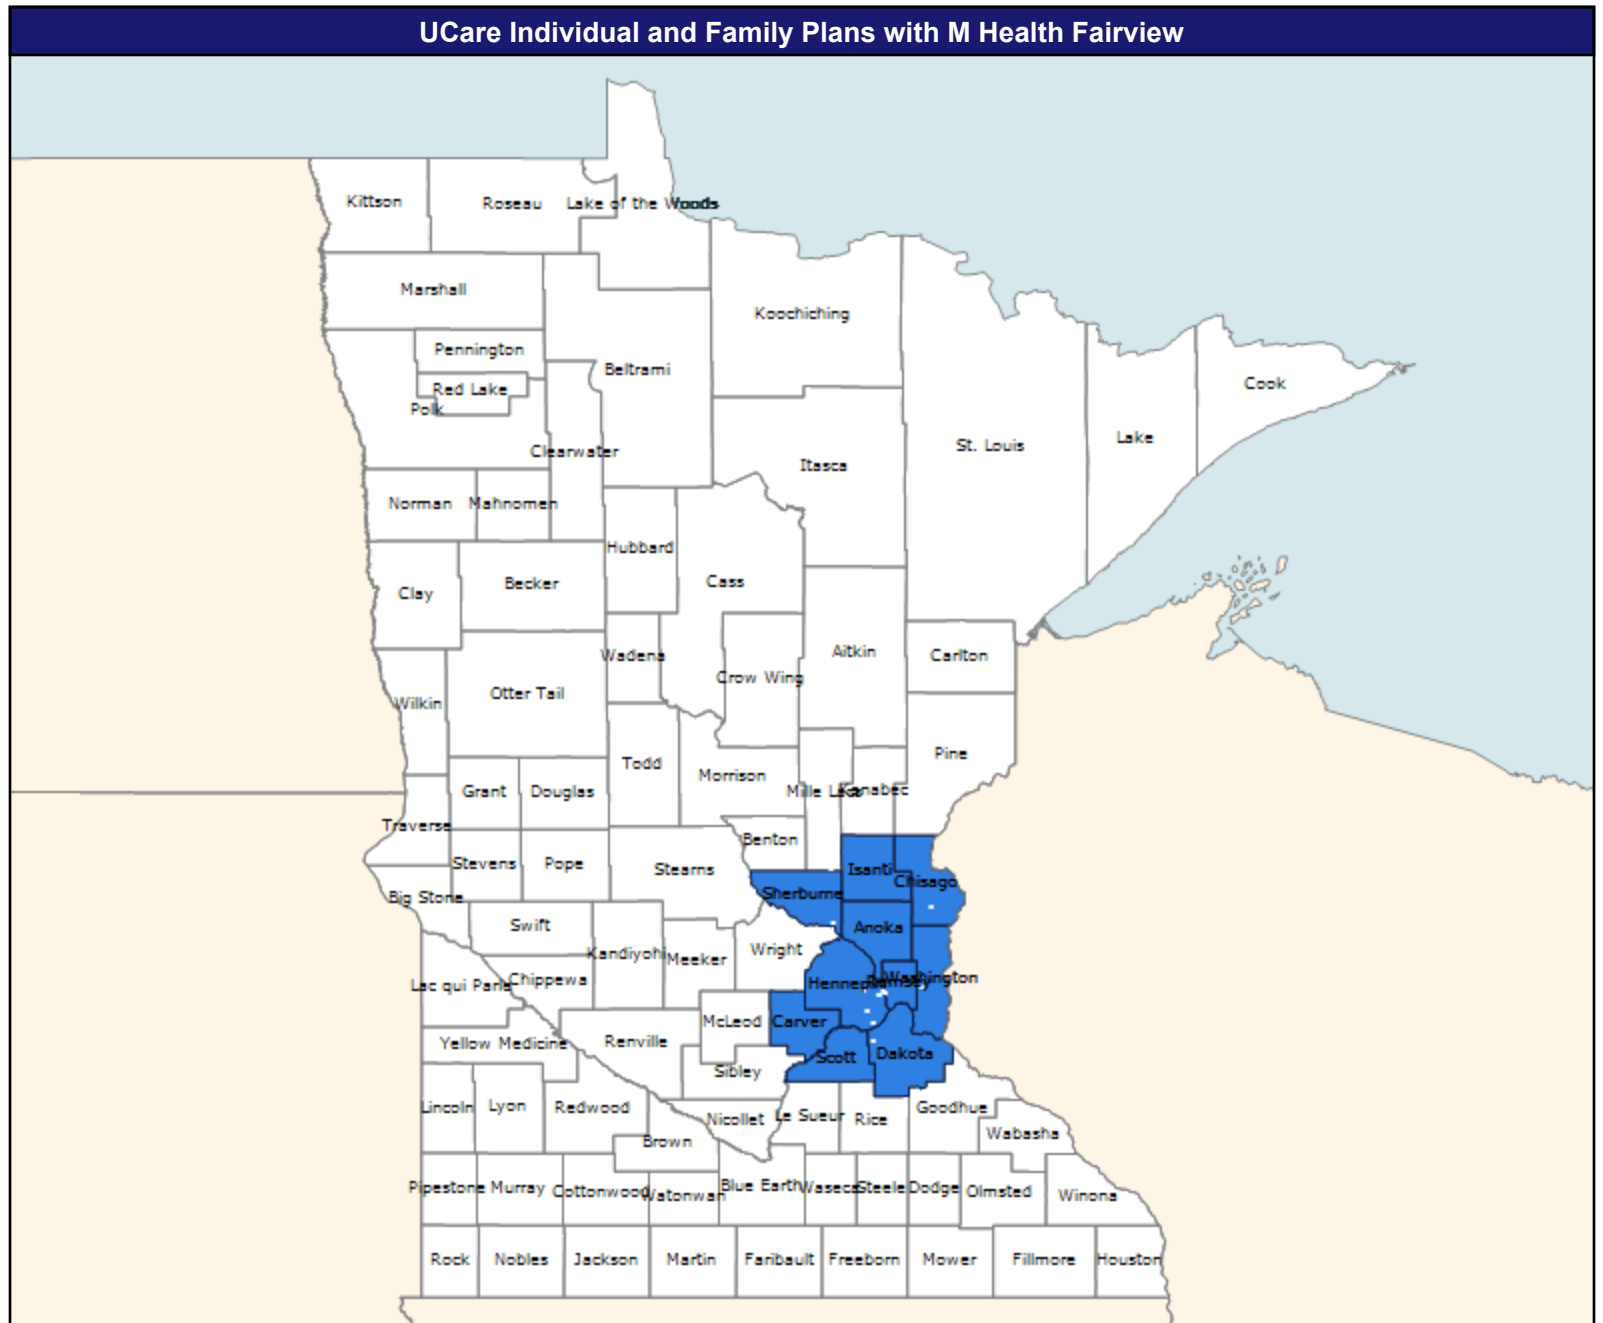 UCare Individual and Family Plans with M Health Fairview
Kittson
Roseau
Lake of the Woods
Marshall
Koochiching
Pennington
Beltrami
Red Lake
Cook
Polk
Lake
St. Louis
Clearwater
Itasca
Norman
Mahnomen
Hubbard
Cass
Becker
Clay
Aitkin
Wadena
Carlton
Crow Wing
Otter Tail
Wilkin
Pine
Todd
Morrison
Grant
Douglas
Mille Lacs
Kanabec
Traverse
Benton
Stevens
Pope
Stearns
Isanti
Chisago
Sherburne
Big Stone
Swift
Anoka
Wright
Kandiyohi
Meeker
Chippewa
Lac qui Parle
Hennepin
Ramsey
Washington
McLeod
Carver
Yellow Medicine
Renville
Scott
Dakota
Sibley
Lincoln
Lyon
Redwood
Nicollet
Le Sueur
Rice
Goodhue
Wabasha
Brown
Pipestone
Murray
Cottonwood
Watonwan
Blue Earth
Waseca
Steele
Dodge
Olmsted
Winona
Rock
Nobles
Jackson
Martin
Faribault
Freeborn
Mower
Fillmore
Houston